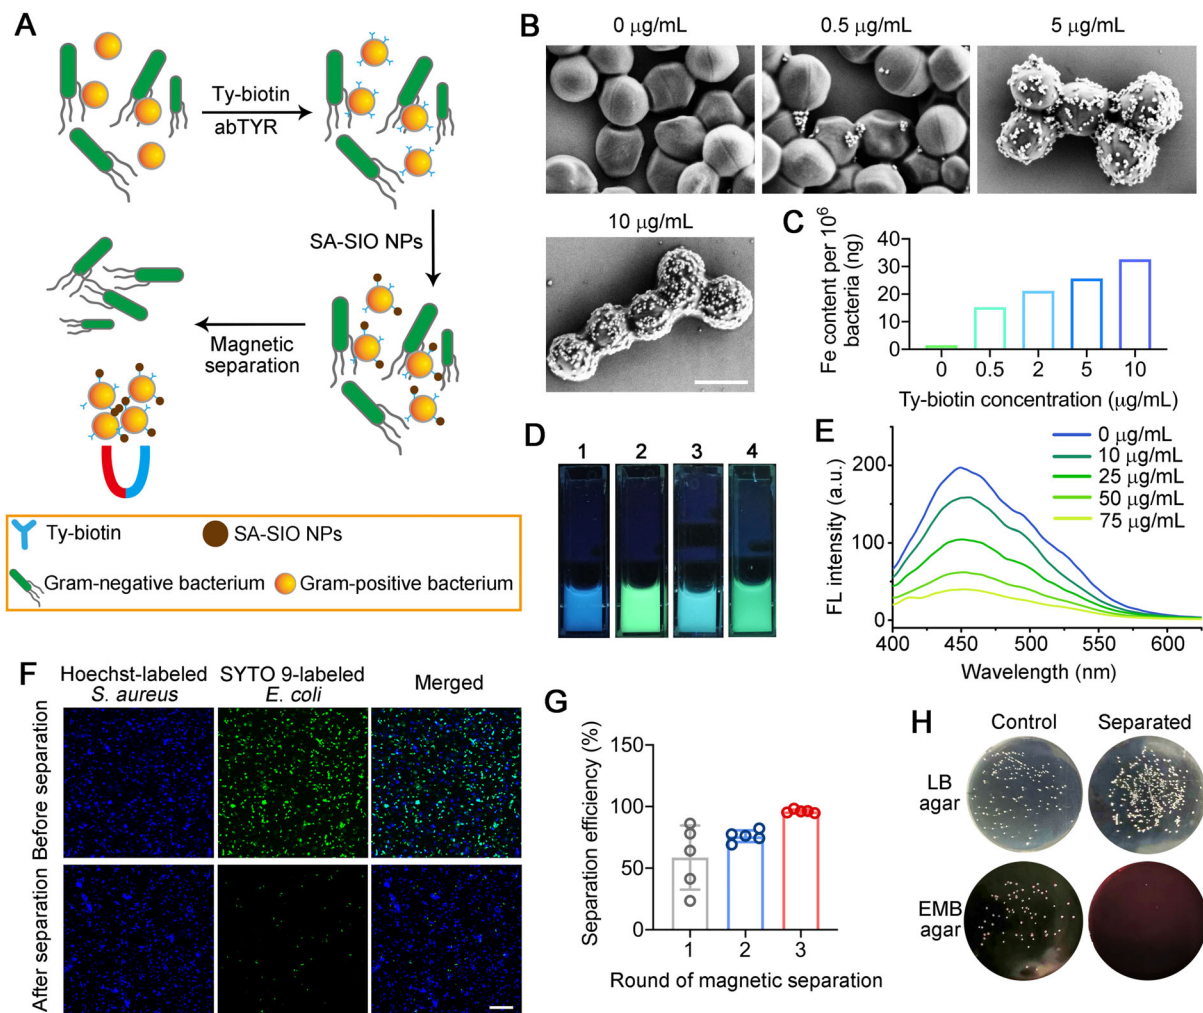 A
Ty-biotin
abTYR
SA-SIO NPs
Magnetic
separation
Ty-biotin
SA-SIO NPs
Gram-negative bacterium
Gram-positive bacterium
B
0 µg/mL
0.5 µg/mL
5 µg/mL
10 µg/mL
C
Fe content per 10⁶
bacteria (ng)
40
30
20
10
0
0
0.5
2
5
10
Ty-biotin concentration (µg/mL)
D
1
2
3
4
E
FL intensity (a.u.)
200
100
0
400
450
500
550
600
Wavelength (nm)
0 µg/mL
10 µg/mL
25 µg/mL
50 µg/mL
75 µg/mL
F
Hoechst-labeled
S. aureus
SYTO 9-labeled
E. coli
Merged
Before separation
After separation
G
Separation efficiency (%)
150
100
50
0
1
2
3
Round of magnetic separation
H
Control
Separated
LB
agar
EMB
agar